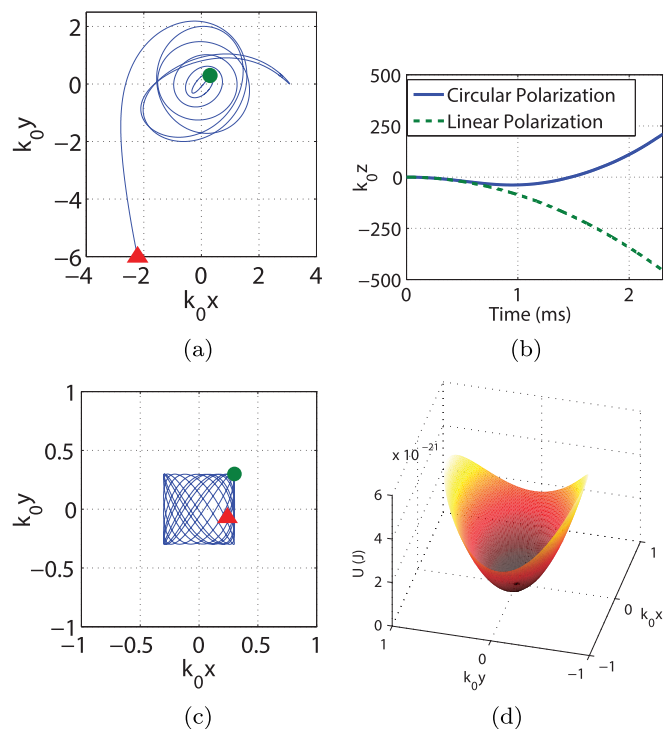 2
0
−2
−4
−6
k0y
−4
−2
0
2
4
k0x
(a)
500
250
0
−250
−500
k0z
Circular Polarization
Linear Polarization
0
1
2
Time (ms)
(b)
1
0.5
0
−0.5
−1
k0y
−1
−0.5
0
0.5
1
k0x
(c)
x 10 −21
6
4
2
0
U (J)
1
0
−1
k0y
1
0
−1
k0x
(d)